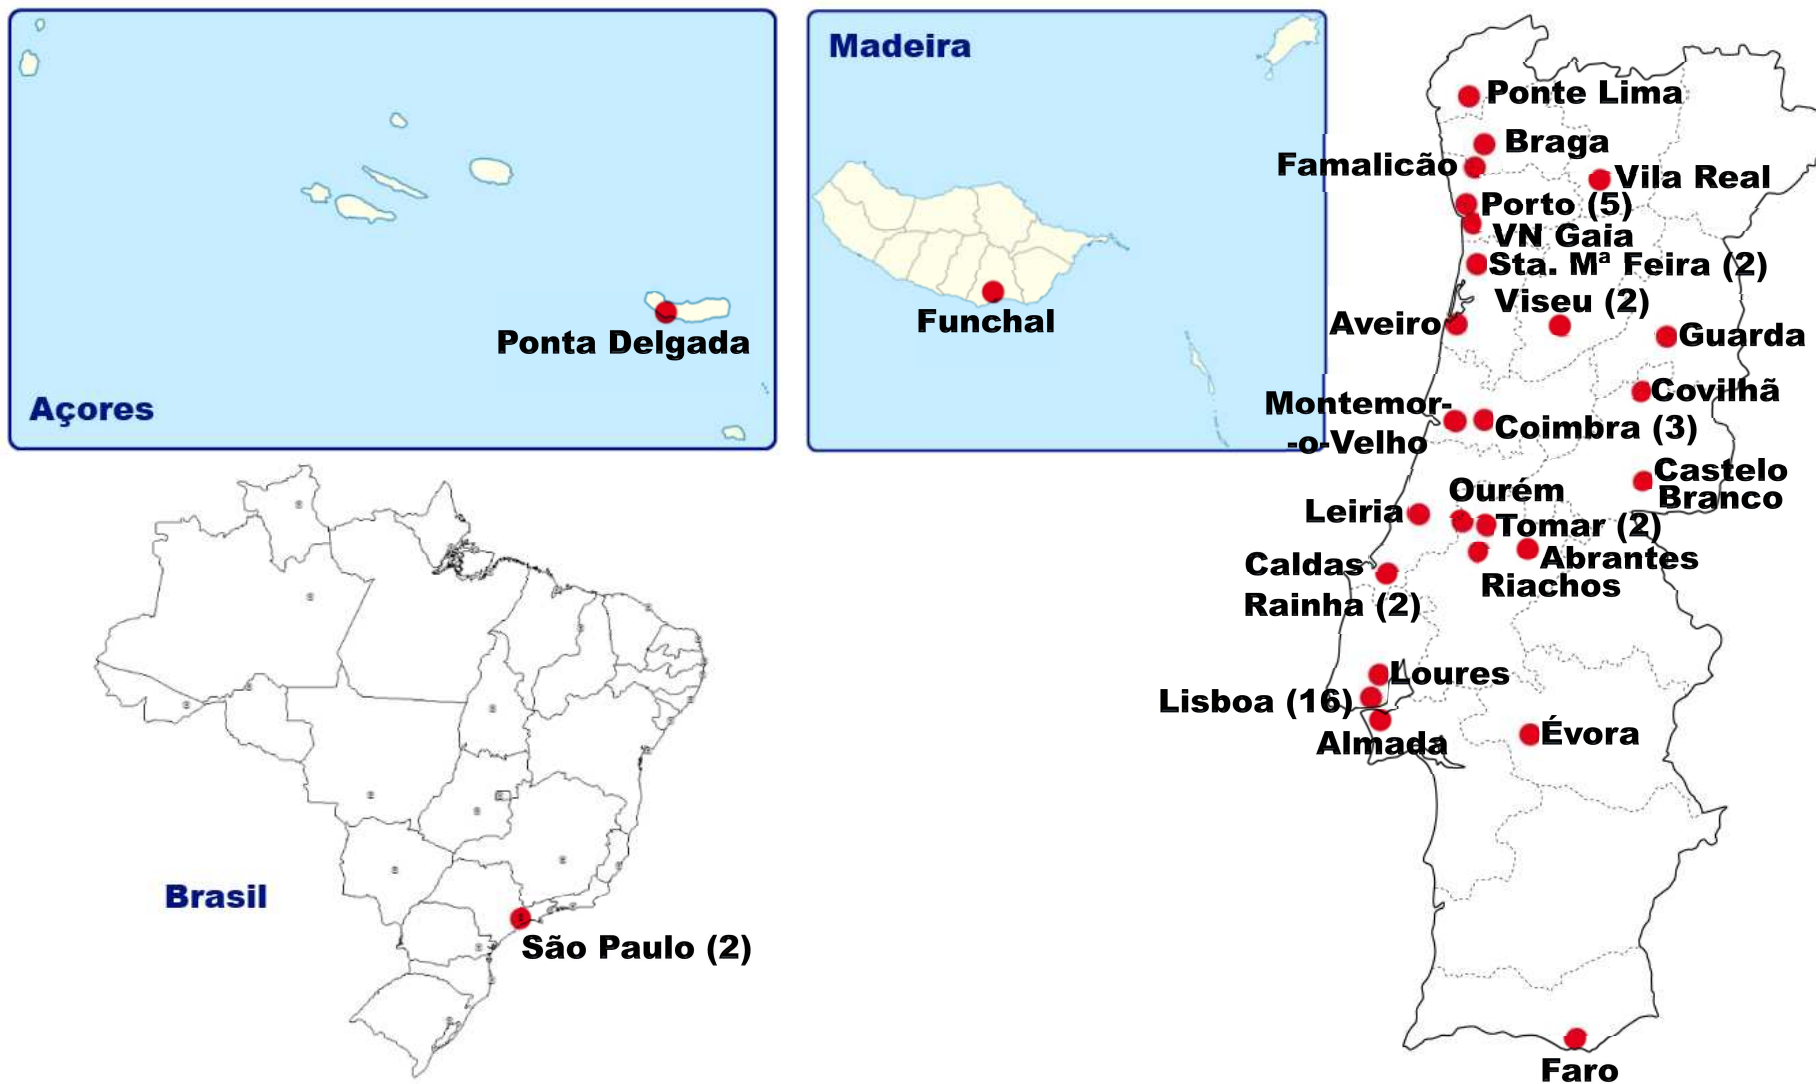 Açores
Ponta Delgada
Madeira
Funchal
Brasil
São Paulo (2)
Ponte Lima
Braga
Famalicão
Vila Real
Porto (5)
VN Gaia
Sta. Mª Feira (2)
Viseu (2)
Aveiro
Guarda
Covilhã
Montemor-
-o-Velho
Coimbra (3)
Castelo
Branco
Ourém
Leiria
Tomar (2)
Abrantes
Riachos
Caldas
Rainha (2)
Loures
Lisboa (16)
Almada
Évora
Faro